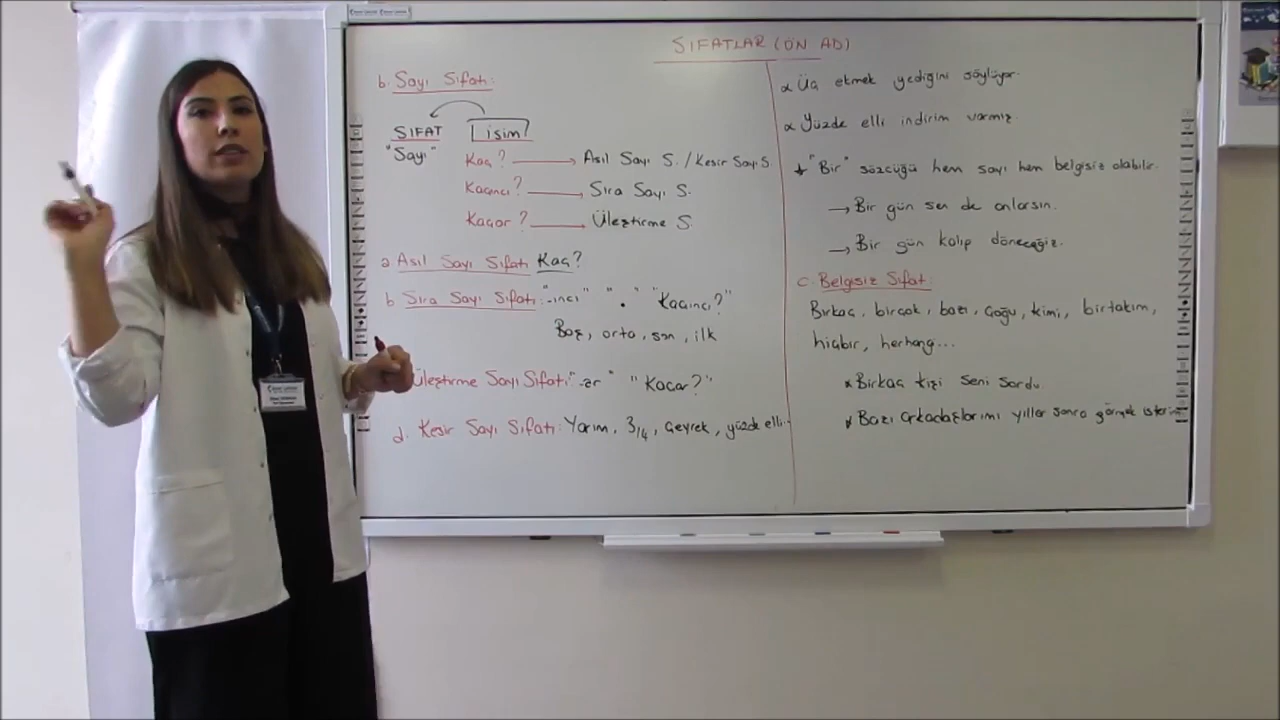 SIFATLAR (ÖN AD)
b. Sayı Sıfatı:
SIFAT İsim
"Sayı"
Kaç? → Asıl Sayı S. / Kesir Sayı S.
Kaçıncı? → Sıra Sayı S.
Kaçar? → Üleştirme S.
a. Asıl Sayı Sıfatı Kaç?
b. Sıra Sayı Sıfatı: "-ıncı" " . " "Kaçıncı?"
Baş, orta, son, ilk
Üleştirme Sayı Sıfatı "-er" "Kaçar?"
d. Kesir Sayı Sıfatı: Yarım, 3/4, çeyrek, yüzde elli..
Üç ekmek yediğini söylüyor.
Yüzde elli indirim varmış.
"Bir" sözcüğü hem sayı hem belgisiz olabilir.
→ Bir gün sen de anlarsın.
→ Bir gün kalıp döneceğiz.
c. Belgisiz Sıfat:
Birkaç, birçok, bazı, çoğu, kimi, birtakım,
hiçbir, herhangi...
Birkaç kişi seni sordu.
Bazı arkadaşlarımı yıllar sonra görmek isterim.